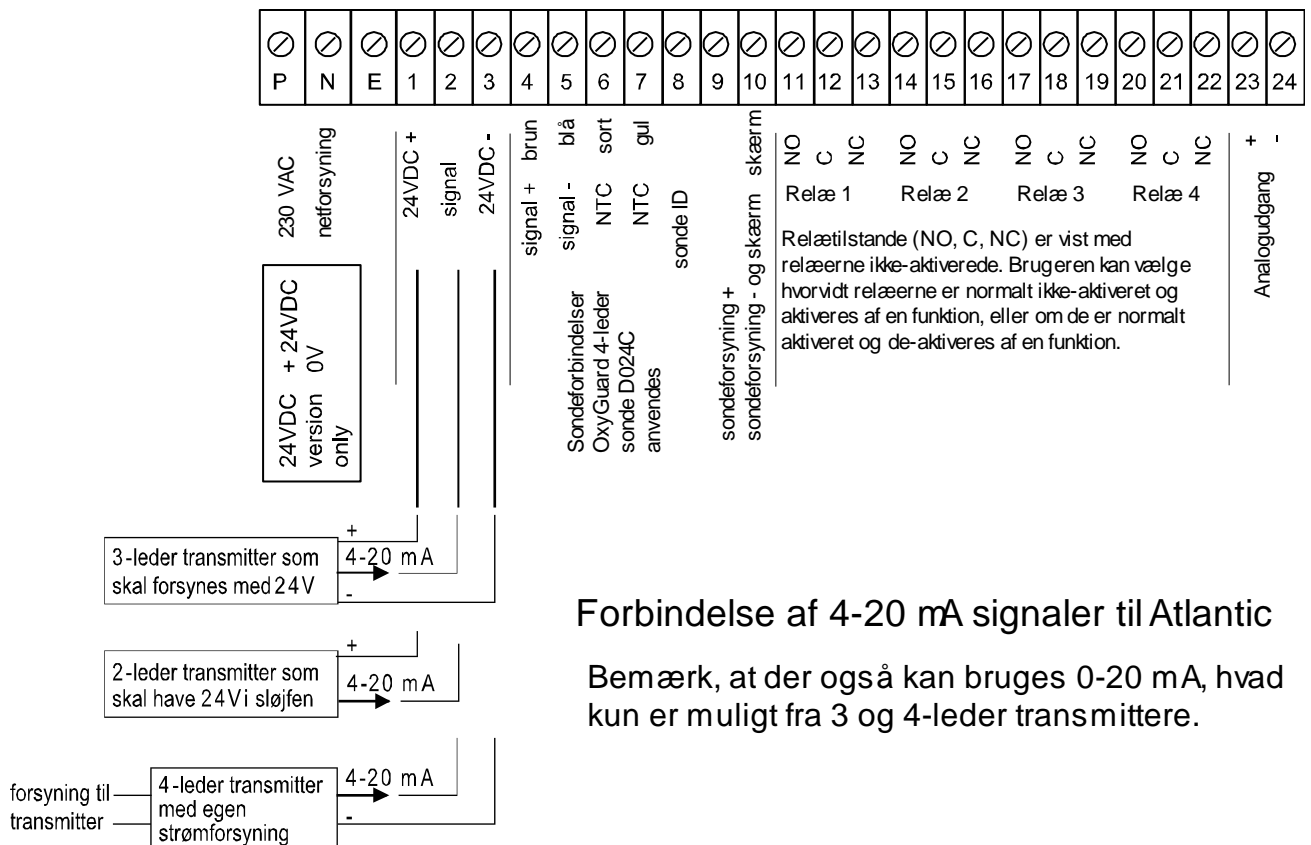 P N E 1 2 3 4 5 6 7 8 9 10 11 12 13 14 15 16 17 18 19 20 21 22 23 24
230 VAC
netforsyning
24VDC +
signal
24VDC -
signal + brun
signal - blå
NTC sort
NTC gul
sonde ID
sondeforsyning +
sondeforsyning - og skærm skærm
NO C NC NO C NC NO C NC NO C NC
Relæ 1 Relæ 2 Relæ 3 Relæ 4
Relætilstande (NO, C, NC) er vist med
relæerne ikke-aktiverede. Brugeren kan vælge
hvorvidt relæerne er normalt ikke-aktiveret og
aktiveres af en funktion, eller om de er normalt
aktiveret og de-aktiveres af en funktion.
+ -
Analogudgang
24VDC + 24VDC
version 0V
only
Sondeforbindelser
OxyGuard 4-leder
sonde D024C
anvendes
3-leder transmitter som
skal forsynes med 24V
+
4-20 mA
-
2-leder transmitter som
skal have 24V i sløjfen
+
4-20 mA
forsyning til
transmitter
4-leder transmitter
med egen
strømforsyning
4-20 mA
-
Forbindelse af 4-20 mA signaler til Atlantic
Bemærk, at der også kan bruges 0-20 mA, hvad
kun er muligt fra 3 og 4-leder transmittere.